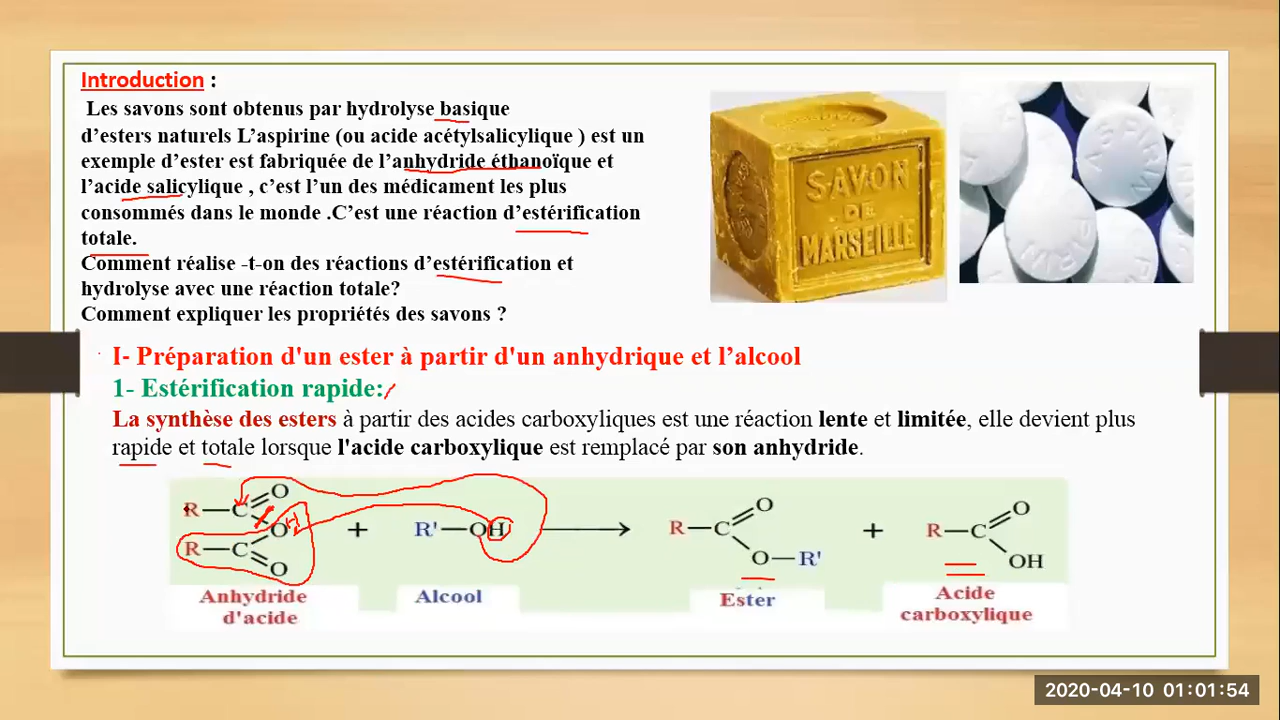 Introduction :
Les savons sont obtenus par hydrolyse basique
d'esters naturels L'aspirine (ou acide acétylsalicylique ) est un
exemple d'ester est fabriquée de l'anhydride éthanoïque et
l'acide salicylique , c'est l'un des médicament les plus
consommés dans le monde .C'est une réaction d'estérification
totale.
Comment réalise -t-on des réactions d'estérification et
hydrolyse avec une réaction totale?
Comment expliquer les propriétés des savons ?
SAVON
DE
MARSEILLE
I- Préparation d'un ester à partir d'un anhydrique et l'alcool
1- Estérification rapide:
La synthèse des esters à partir des acides carboxyliques est une réaction lente et limitée, elle devient plus
rapide et totale lorsque l'acide carboxylique est remplacé par son anhydride.
R—C=O O H R—C=O + R'—OH → R—C=O O—R' + R—C=O OH
Anhydride d'acide
Alcool
Ester
Acide carboxylique
2020-04-10 01:01:54